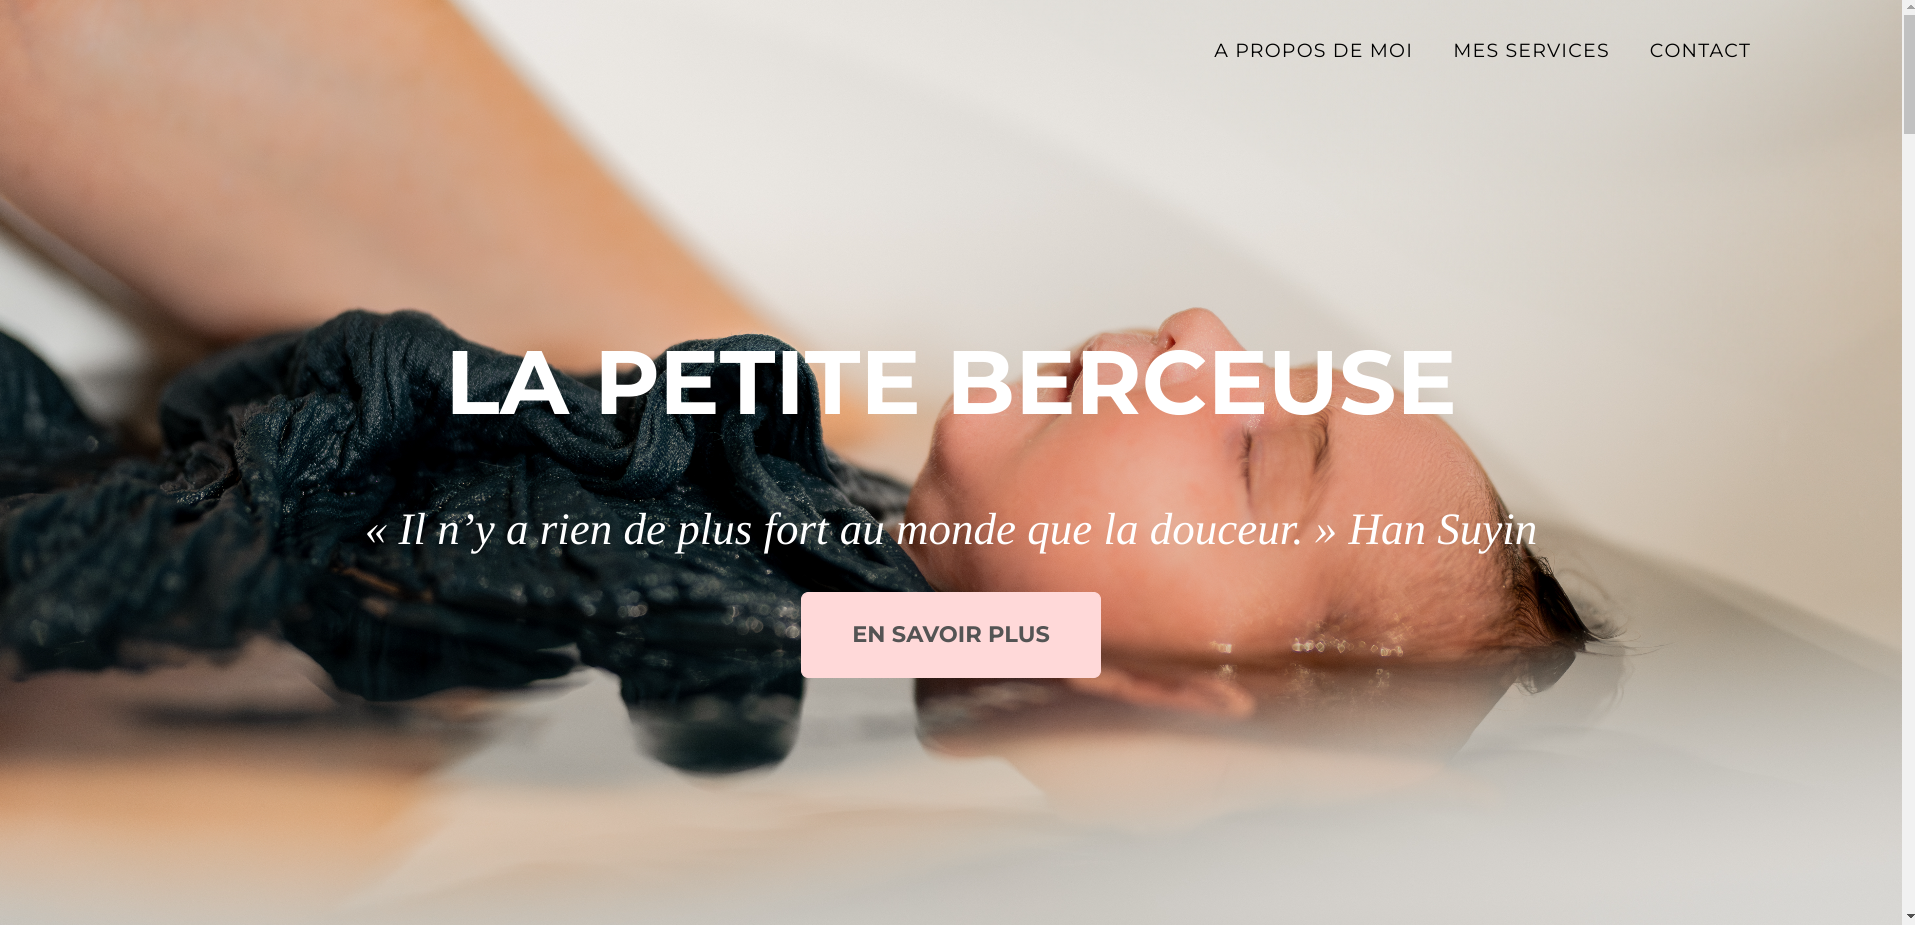 A PROPOS DE MOI MES SERVICES CONTACT
LA PETITE BERCEUSE
« Il n’y a rien de plus fort au monde que la douceur. » Han Suyin
EN SAVOIR PLUS